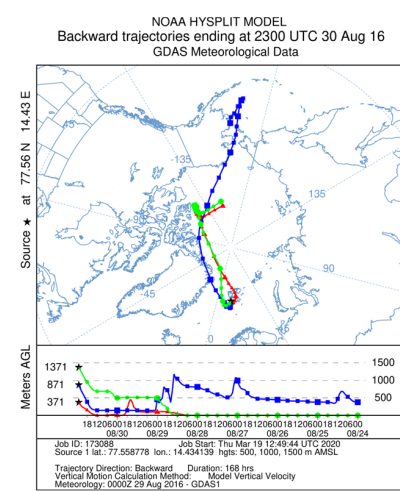 NOAA HYSPLIT MODEL
Backward trajectories ending at 2300 UTC 30 Aug 16
GDAS Meteorological Data
Source ★ at 77.56 N 14.43 E
-135
135
90
-45
0
Meters AGL
1371
871
371
1500
1000
500
18 12 06 00 18 12 06 00 18 12 06 00 18 12 06 00 18 12 06 00 18 12 06 00 18 12 06 00
08/30 08/29 08/28 08/27 08/26 08/25 08/24
Job ID: 173088 Job Start: Thu Mar 19 12:49:44 UTC 2020
Source 1 lat.: 77.558778 lon.: 14.434139 hgts: 500, 1000, 1500 m AMSL
Trajectory Direction: Backward Duration: 168 hrs
Vertical Motion Calculation Method: Model Vertical Velocity
Meteorology: 0000Z 29 Aug 2016 - GDAS1